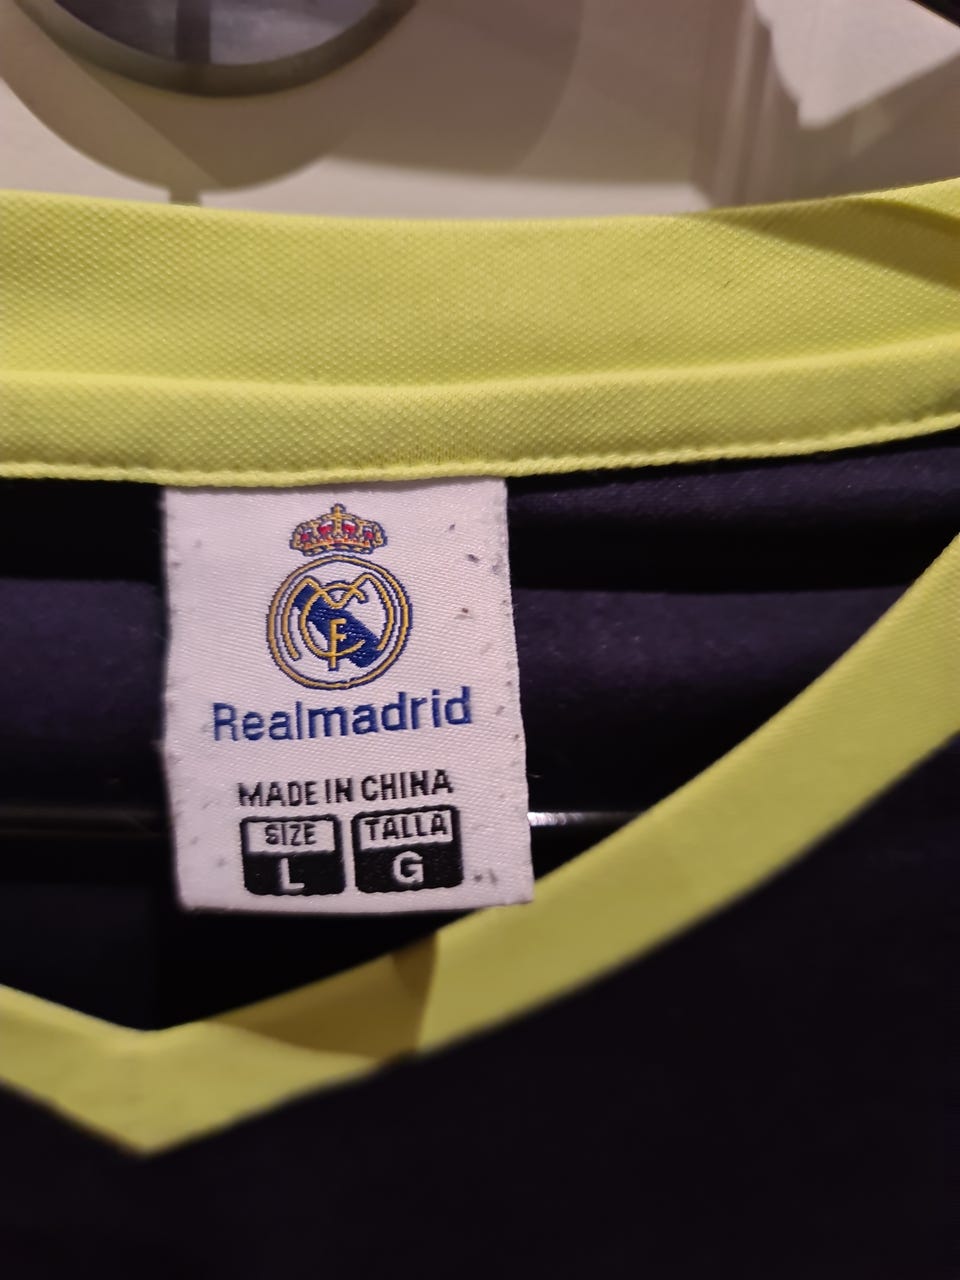 Realmadrid
MADE IN CHINA
SIZE TALLA
L G